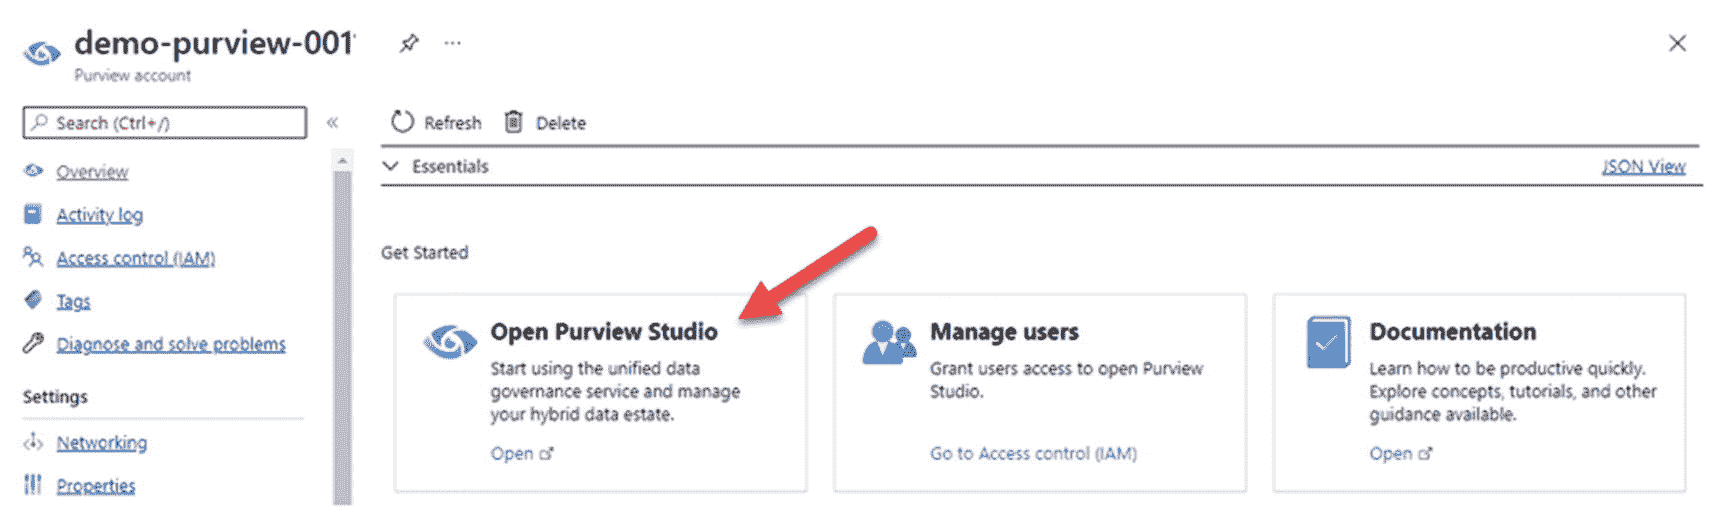 demo-purview-001
...
Purview account
Search (Ctrl+/)
«
Overview
Activity log
Access control (IAM)
Tags
Diagnose and solve problems
Settings
Networking
Properties
Refresh
Delete
Essentials
JSON View
Get Started
Open Purview Studio
Start using the unified data
governance service and manage
your hybrid data estate.
Open
Manage users
Grant users access to open Purview
Studio.
Go to Access control (IAM)
Documentation
Learn how to be productive quickly.
Explore concepts, tutorials, and other
guidance available.
Open